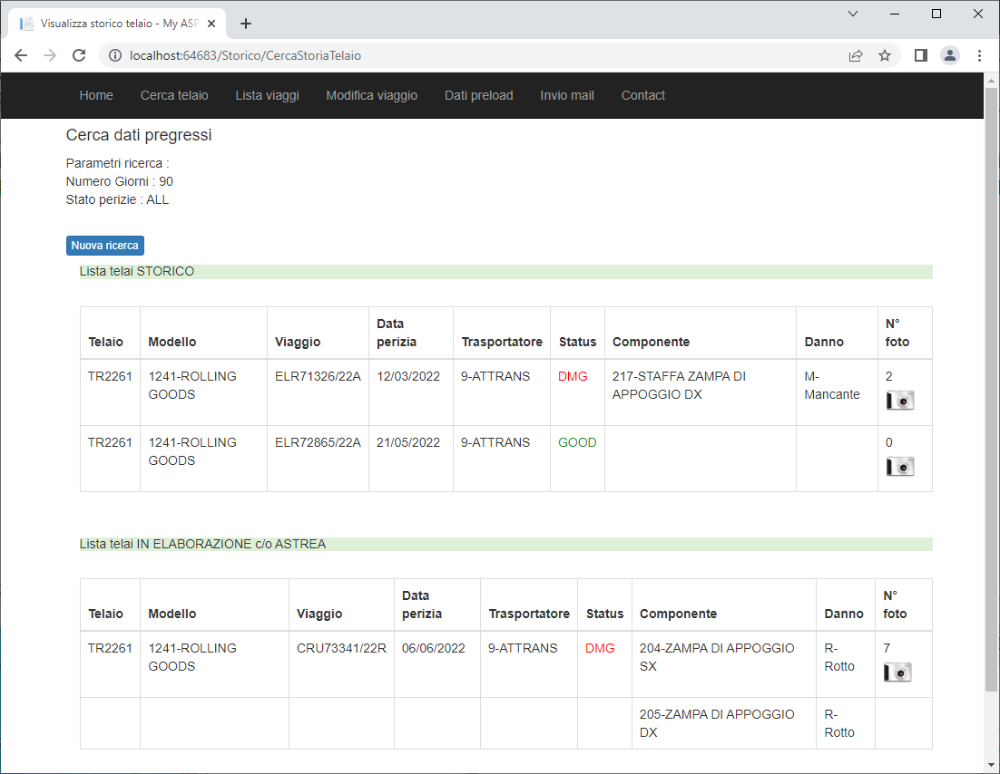 Visualizza storico telaio - My ASP
localhost:64683/Storico/CercaStoriaTelaio
Home Cerca telaio Lista viaggi Modifica viaggio Dati preload Invio mail Contact
Cerca dati pregressi
Parametri ricerca :
Numero Giorni : 90
Stato perizie : ALL
Nuova ricerca
Lista telai STORICO
Telaio Modello Viaggio Data perizia Trasportatore Status Componente Danno N° foto
TR2261 1241-ROLLING ELR71326/22A 12/03/2022 9-ATTRANS DMG 217-STAFFA ZAMPA DI M- 2
GOODS APPOGGIO DX Mancante
TR2261 1241-ROLLING ELR72865/22A 21/05/2022 9-ATTRANS GOOD 0
GOODS
Lista telai IN ELABORAZIONE c/o ASTREA
Telaio Modello Viaggio Data perizia Trasportatore Status Componente Danno N° foto
TR2261 1241-ROLLING CRU73341/22R 06/06/2022 9-ATTRANS DMG 204-ZAMPA DI APPOGGIO R- 7
GOODS SX Rotto
205-ZAMPA DI APPOGGIO R-
DX Rotto